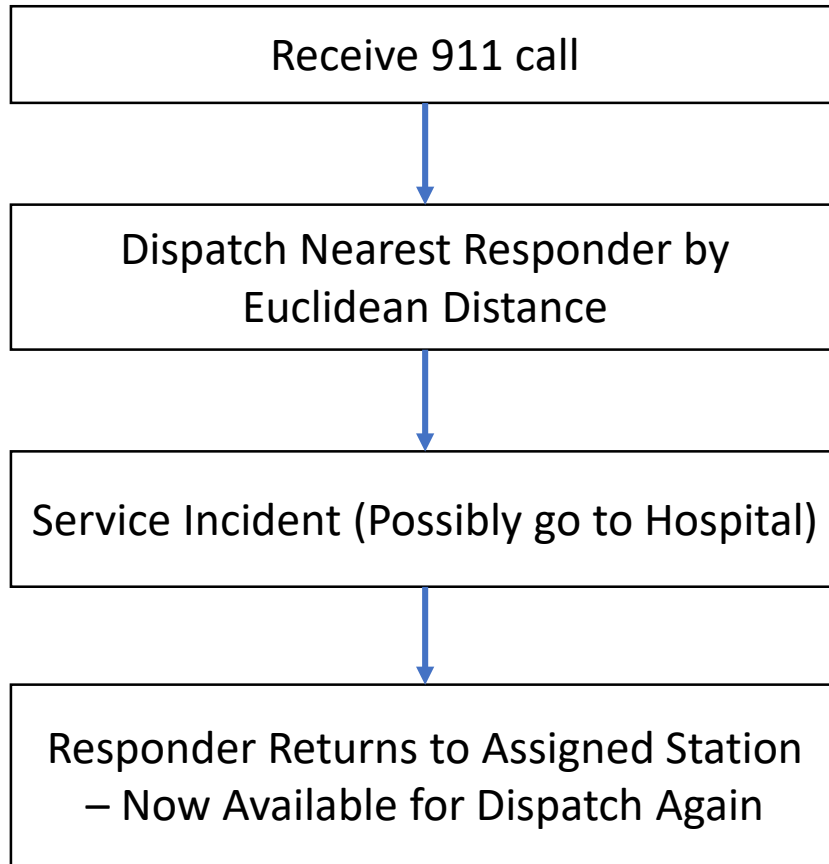 Receive 911 call
Dispatch Nearest Responder by
Euclidean Distance
Service Incident (Possibly go to Hospital)
Responder Returns to Assigned Station
– Now Available for Dispatch Again